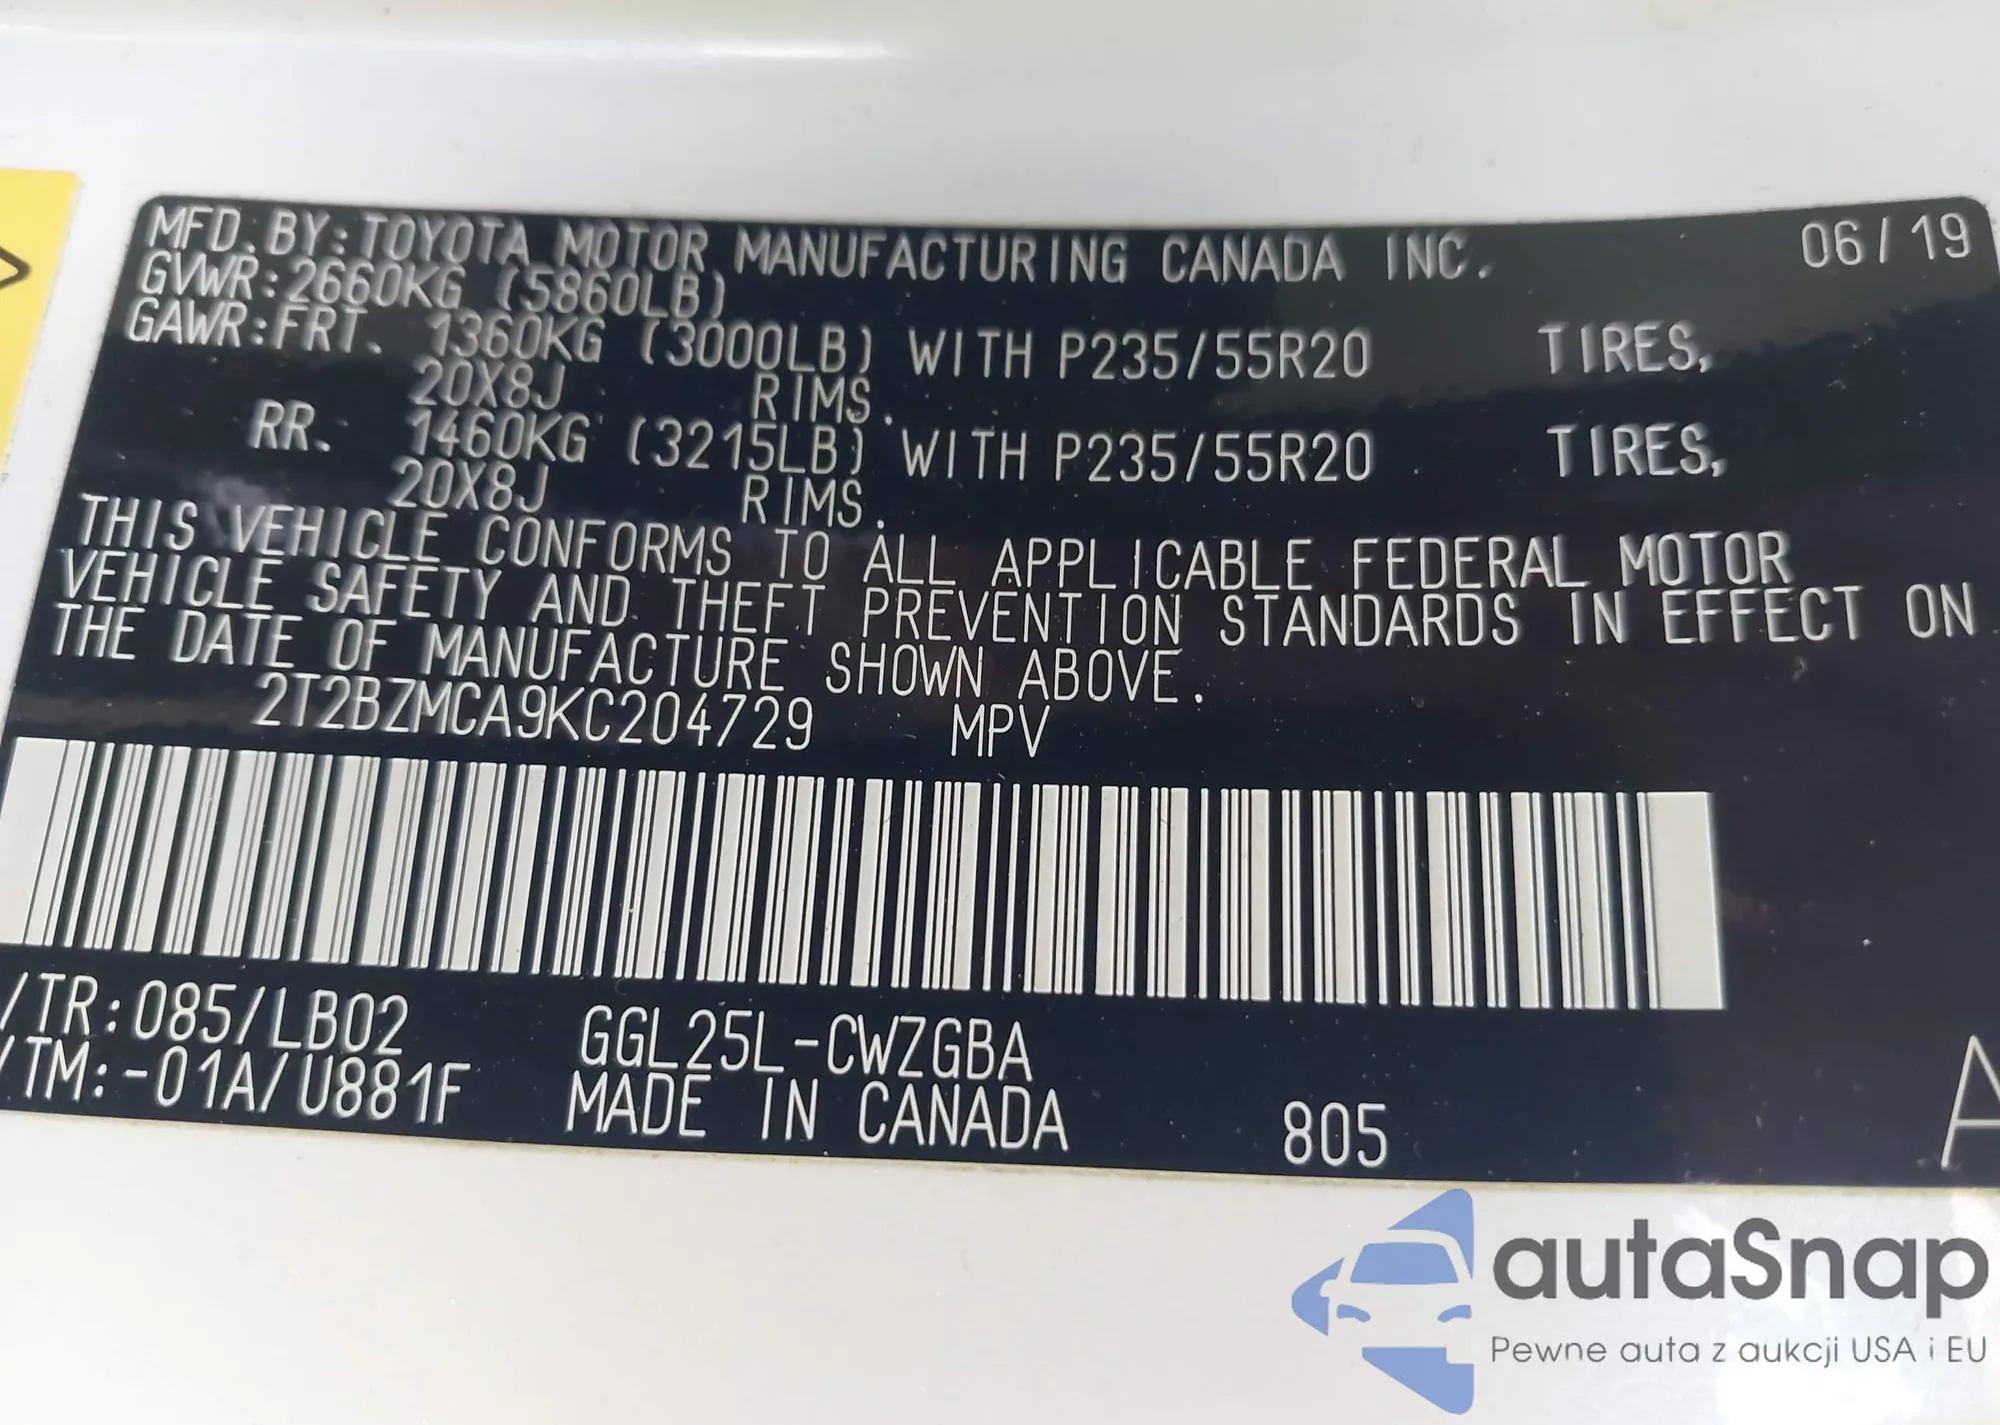 MFD. BY: TOYOTA MOTOR MANUFACTURING CANADA INC. 06/19
GVWR: 2660KG (5860LB)
GAWR: FRT. 1360KG (3000LB) WITH P235/55R20 TIRES,
20X8J RIMS.
RR. 1460KG (3215LB) WITH P235/55R20 TIRES,
20X8J RIMS.
THIS VEHICLE CONFORMS TO ALL APPLICABLE FEDERAL MOTOR
VEHICLE SAFETY AND THEFT PREVENTION STANDARDS IN EFFECT ON
THE DATE OF MANUFACTURE SHOWN ABOVE.
2T2BZMCA9KC204729 MPV
/TR: 085/LB02 GGL25L-CWZGBA
/TM: -01A/U881F MADE IN CANADA 805 A
autaSnap
Pewne auta z aukcji USA i EU